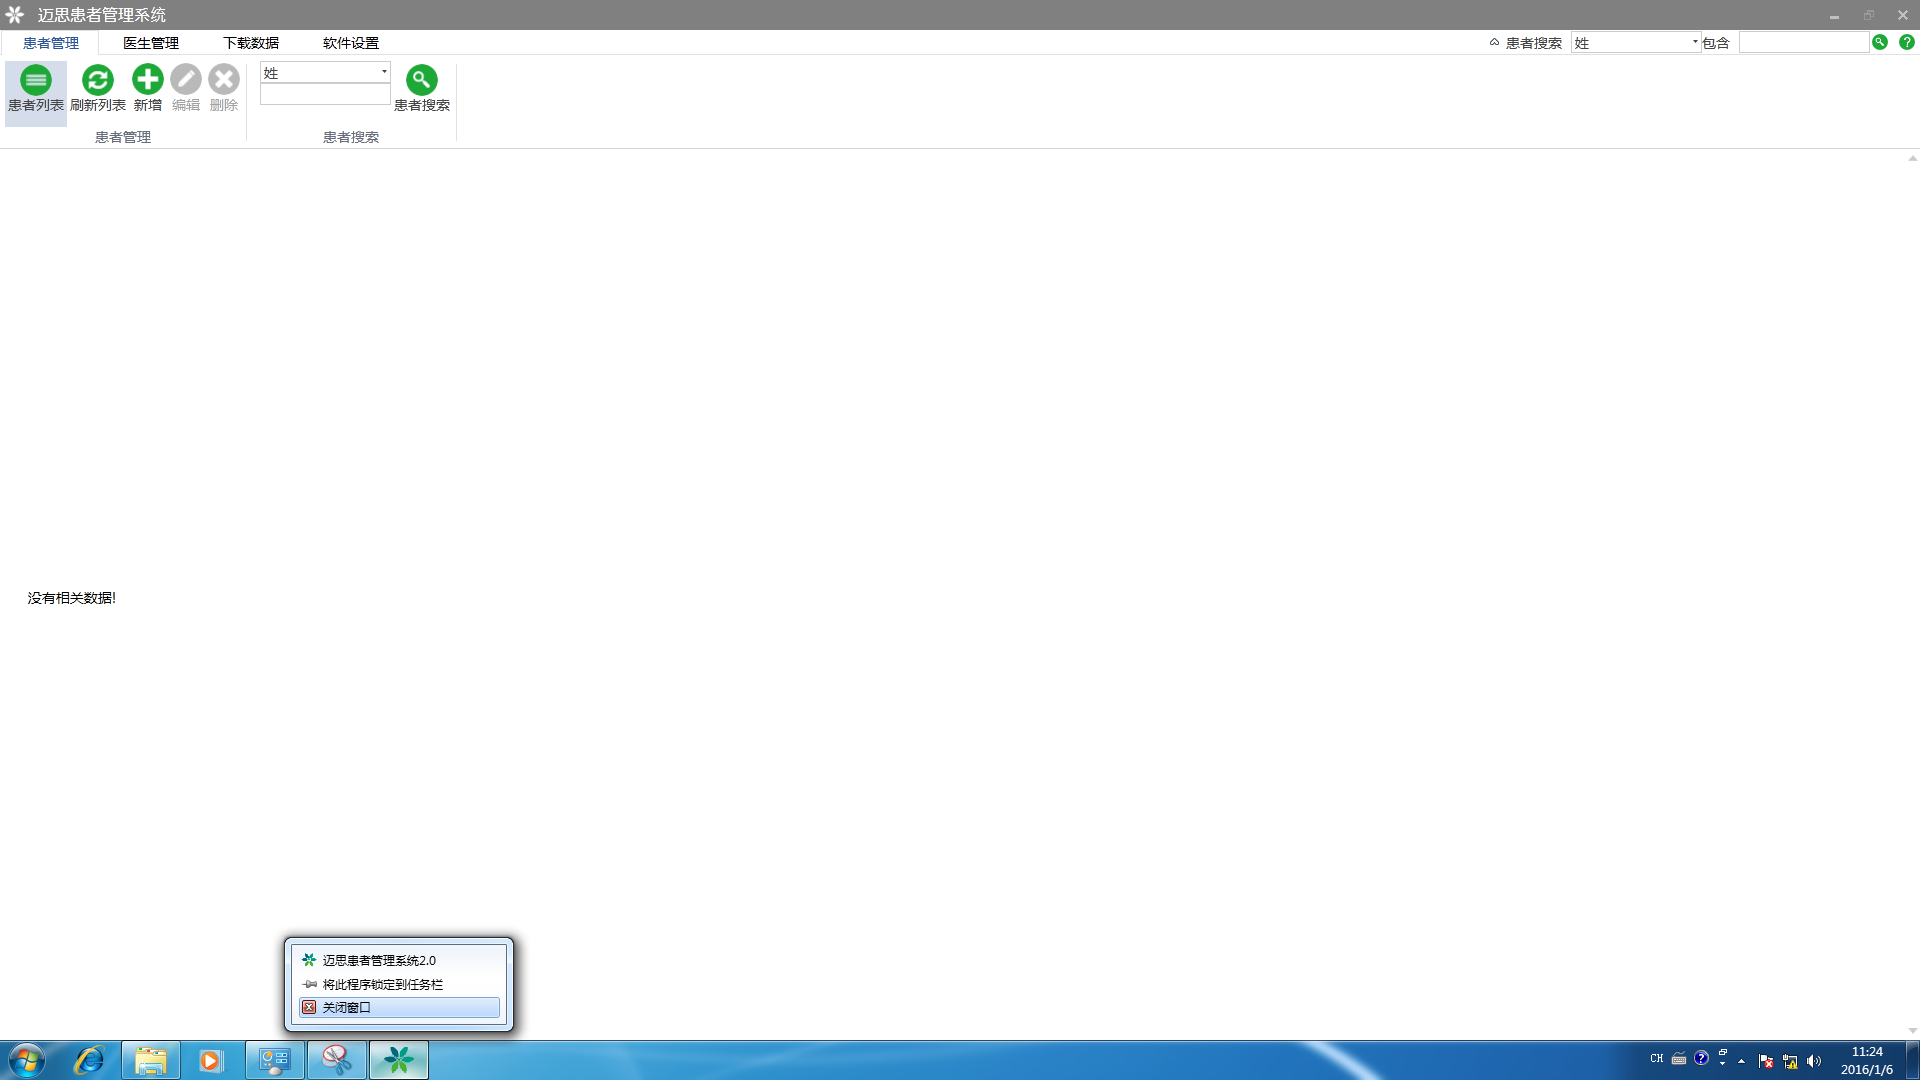 迈思患者管理系统
患者管理 医生管理 下载数据 软件设置 患者搜索 姓 包含
患者列表 刷新列表 新增 编辑 删除 姓 患者搜索
患者管理 患者搜索
没有相关数据!
迈思患者管理系统2.0
将此程序锁定到任务栏
关闭窗口
CH 11:24
2016/1/6